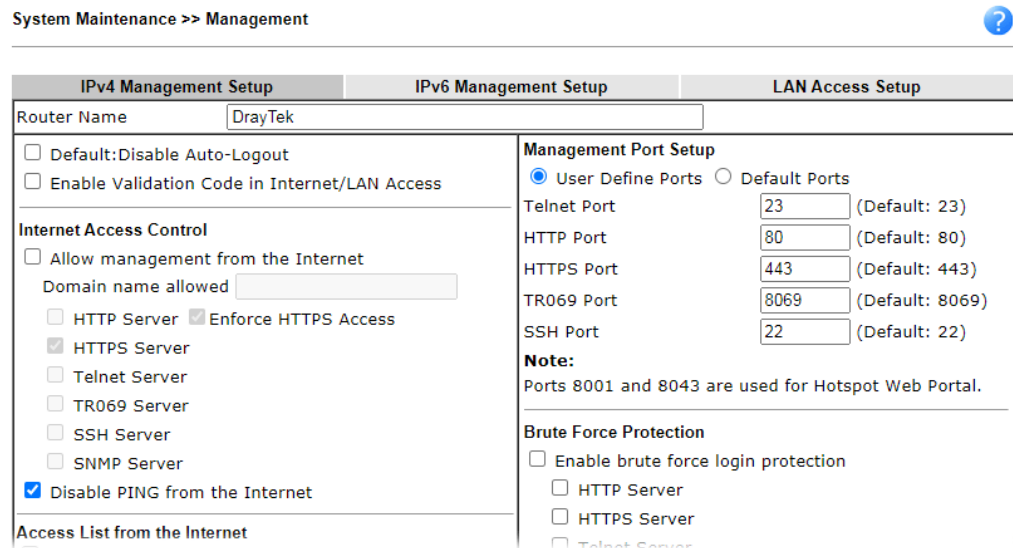 System Maintenance >> Management
?
IPv4 Management Setup
IPv6 Management Setup
LAN Access Setup
Router Name
DrayTek
Default:Disable Auto-Logout
Enable Validation Code in Internet/LAN Access
Internet Access Control
Allow management from the Internet
Domain name allowed
HTTP Server Enforce HTTPS Access
HTTPS Server
Telnet Server
TR069 Server
SSH Server
SNMP Server
Disable PING from the Internet
Access List from the Internet
Management Port Setup
User Define Ports Default Ports
Telnet Port 23 (Default: 23)
HTTP Port 80 (Default: 80)
HTTPS Port 443 (Default: 443)
TR069 Port 8069 (Default: 8069)
SSH Port 22 (Default: 22)
Note:
Ports 8001 and 8043 are used for Hotspot Web Portal.
Brute Force Protection
Enable brute force login protection
HTTP Server
HTTPS Server
Telnet Server